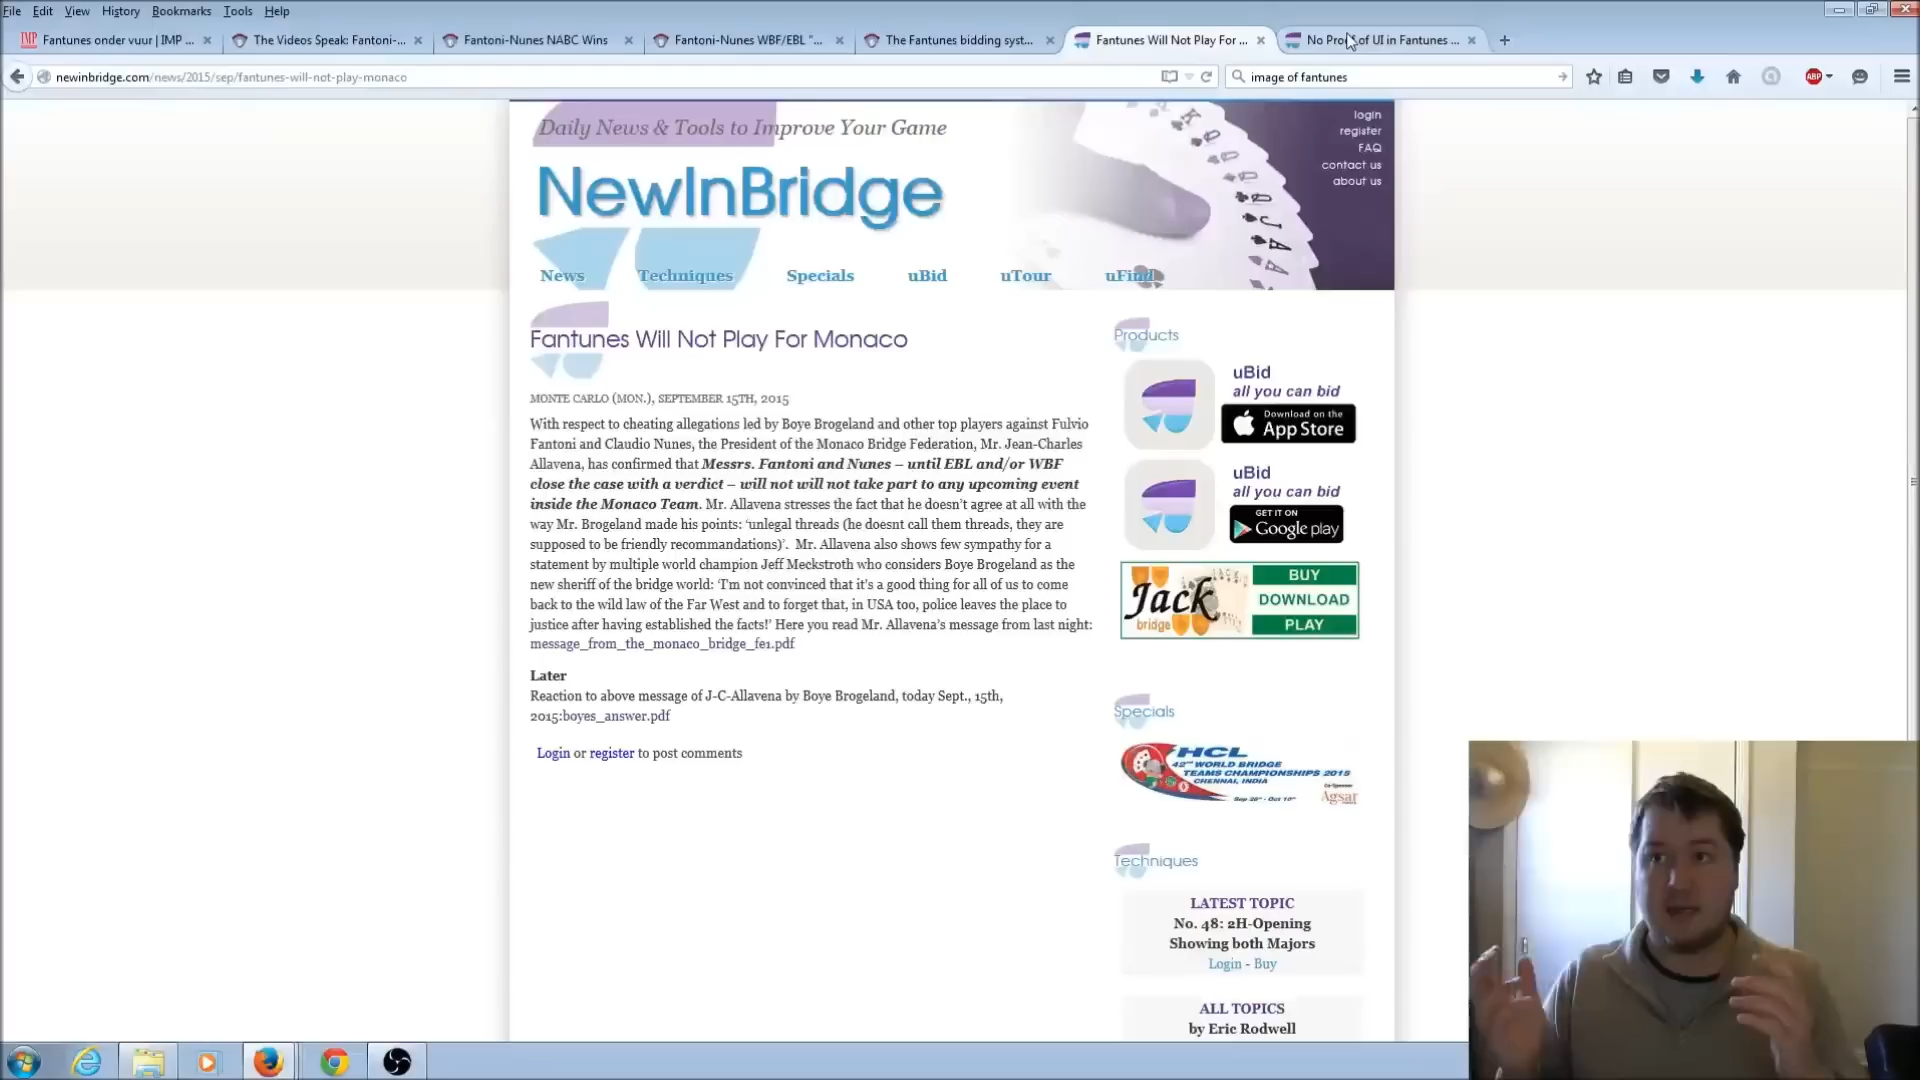 File Edit View History Bookmarks Tools Help
Fantunes onder vuur | IMP ...
The Videos Speak: Fantoni-...
Fantoni-Nunes NABC Wins
Fantoni-Nunes WBF/EBL "...
The Fantunes bidding syst...
Fantunes Will Not Play For ...
No Proof of UI in Fantunes ...
newinbridge.com/news/2015/sep/fantunes-will-not-play-monaco
image of fantunes
ABP
Daily News & Tools to Improve Your Game
NewInBridge
login
register
FAQ
contact us
about us
News Techniques Specials uBid uTour uFind
Fantunes Will Not Play For Monaco
MONTE CARLO (MON.), SEPTEMBER 15TH, 2015
With respect to cheating allegations led by Boye Brogeland and other top players against Fulvio
Fantoni and Claudio Nunes, the President of the Monaco Bridge Federation, Mr. Jean-Charles
Allavena, has confirmed that Messrs. Fantoni and Nunes – until EBL and/or WBF
close the case with a verdict – will not will not take part to any upcoming event
inside the Monaco Team. Mr. Allavena stresses the fact that he doesn't agree at all with the
way Mr. Brogeland made his points: 'unlegal threads (he doesnt call them threads, they are
supposed to be friendly recommandations)'. Mr. Allavena also shows few sympathy for a
statement by multiple world champion Jeff Meckstroth who considers Boye Brogeland as the
new sheriff of the bridge world: 'I'm not convinced that it's a good thing for all of us to come
back to the wild law of the Far West and to forget that, in USA too, police leaves the place to
justice after having established the facts!' Here you read Mr. Allavena's message from last night:
message_from_the_monaco_bridge_fe1.pdf
Later
Reaction to above message of J-C-Allavena by Boye Brogeland, today Sept., 15th,
2015:boyes_answer.pdf
Login or register to post comments
Products
uBid
all you can bid
Download on the
App Store
uBid
all you can bid
GET IT ON
Google play
Jack
bridge
BUY
DOWNLOAD
PLAY
Specials
HCL
42nd WORLD BRIDGE
TEAMS CHAMPIONSHIPS 2015
CHENNAI, INDIA
Sep 26th - Oct 10th
Agsar
Techniques
LATEST TOPIC
No. 48: 2H-Opening
Showing both Majors
Login - Buy
ALL TOPICS
by Eric Rodwell